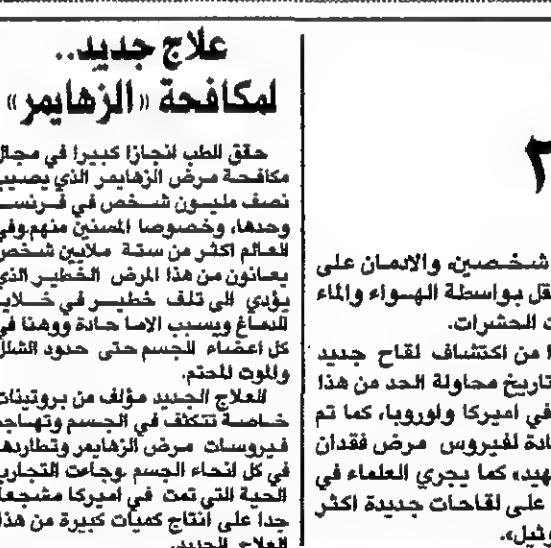 علاج جديد..
لمكافحة «الزهايمر»
حقق الطب انجازا كبيرا في مجال
مكافحة مرض الزهايمر الذي يصيب
نصف مليون شخص في فرنسـ
وحدها، وخصوصا المسنين منهم وفي
العالم اكثر من ستة ملايين شخص
يعانون من هذا المرض الخطير الذي
يؤدي الى تلف خطير في خلايـ
الدماغ ويسبب الاما حادة ووهنا في
كل اعضاء الجسم حتى حدود الشلل
والموت المحتم.
العلاج الجديد مؤلف من بروتينات
خاصة تتكثف في الجسم وتهاجم
فيروسات مرض الزهايمر وتطاردها
في كل انحاء الجسم .وجاءت التجارب
الحية التي تمت في اميركا مشجعة
جدا على انتاج كميات كبيرة من هذا
العلاج الجديد.
٣
شخصين، والادمان على
قل بواسطة الهواء والماء
ت الحشرات.
ا من اكتشاف لقاح جديد
تاريخ محاولة الحد من هذا
في اميركا واوروبا، كما تم
ادة لفيروس مرض فقدان
هيد» كما يجري العلماء في
على لقاحات جديدة اكثر
وثيل».